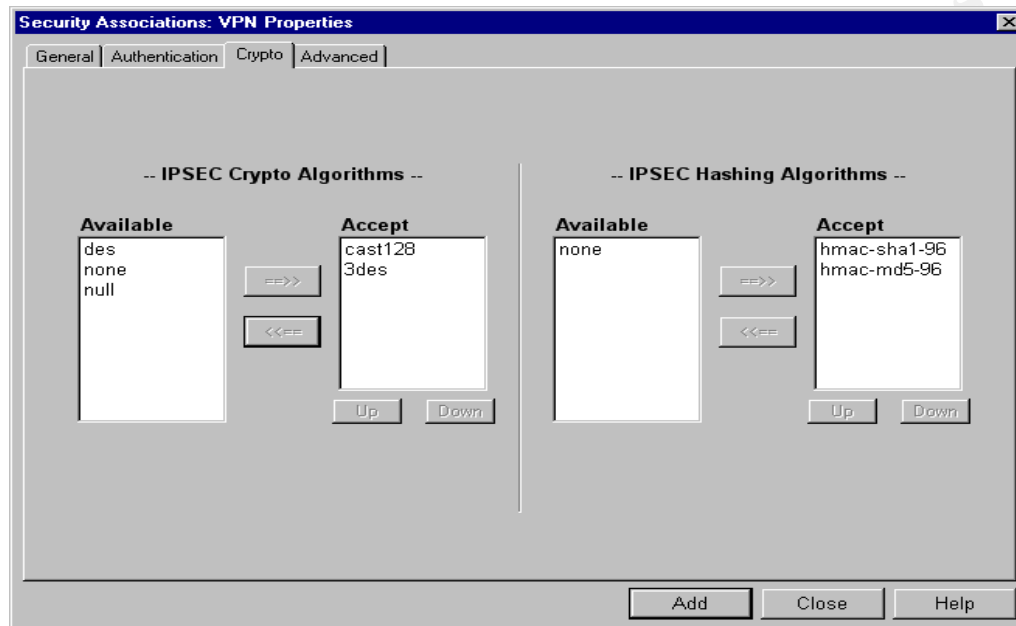 Security Associations: VPN Properties
General Authentication Crypto Advanced
-- IPSEC Crypto Algorithms --
Available
des
none
null
==>>
<<==
Accept
cast128
3des
Up Down
-- IPSEC Hashing Algorithms --
Available
none
==>>
<<==
Accept
hmac-sha1-96
hmac-md5-96
Up Down
Add Close Help